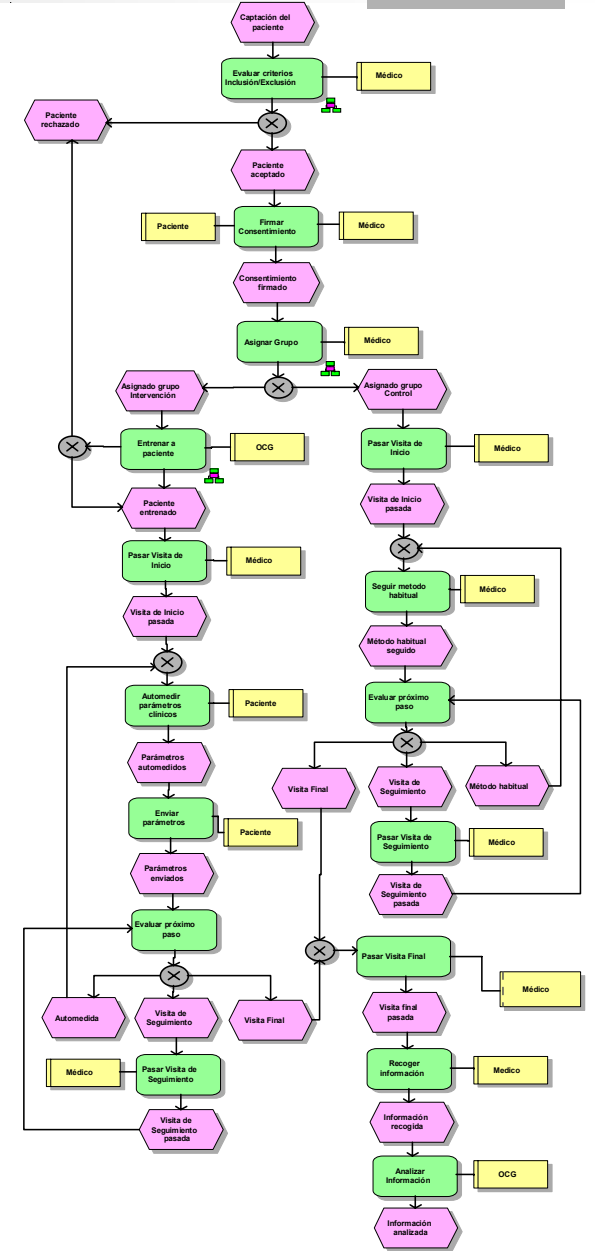 Captación del
paciente
Evaluar criterios
Inclusión/Exclusión
Médico
Paciente
rechazado
Paciente
aceptado
Paciente
Firmar
Consentimiento
Médico
Consentimiento
firmado
Asignar Grupo
Médico
Asignado grupo
Intervención
Asignado grupo
Control
Entrenar a
paciente
OCG
Pasar Visita de
Inicio
Médico
Paciente
entrenado
Visita de Inicio
pasada
Pasar Visita de
Inicio
Médico
Seguir metodo
habitual
Médico
Visita de Inicio
pasada
Método habitual
seguido
Automedir
parámetros
clínicos
Paciente
Evaluar próximo
paso
Parámetros
automedidos
Visita Final
Visita de
Seguimiento
Método habitual
Enviar
parámetros
Paciente
Pasar Visita de
Seguimiento
Médico
Parámetros
enviados
Visita de
Seguimiento
pasada
Evaluar próximo
paso
Pasar Visita Final
Médico
Automedida
Visita de
Seguimiento
Visita Final
Visita final
pasada
Médico
Pasar Visita de
Seguimiento
Recoger
información
Medico
Visita de
Seguimiento
pasada
Información
recogida
Analizar
Información
OCG
Información
analizada